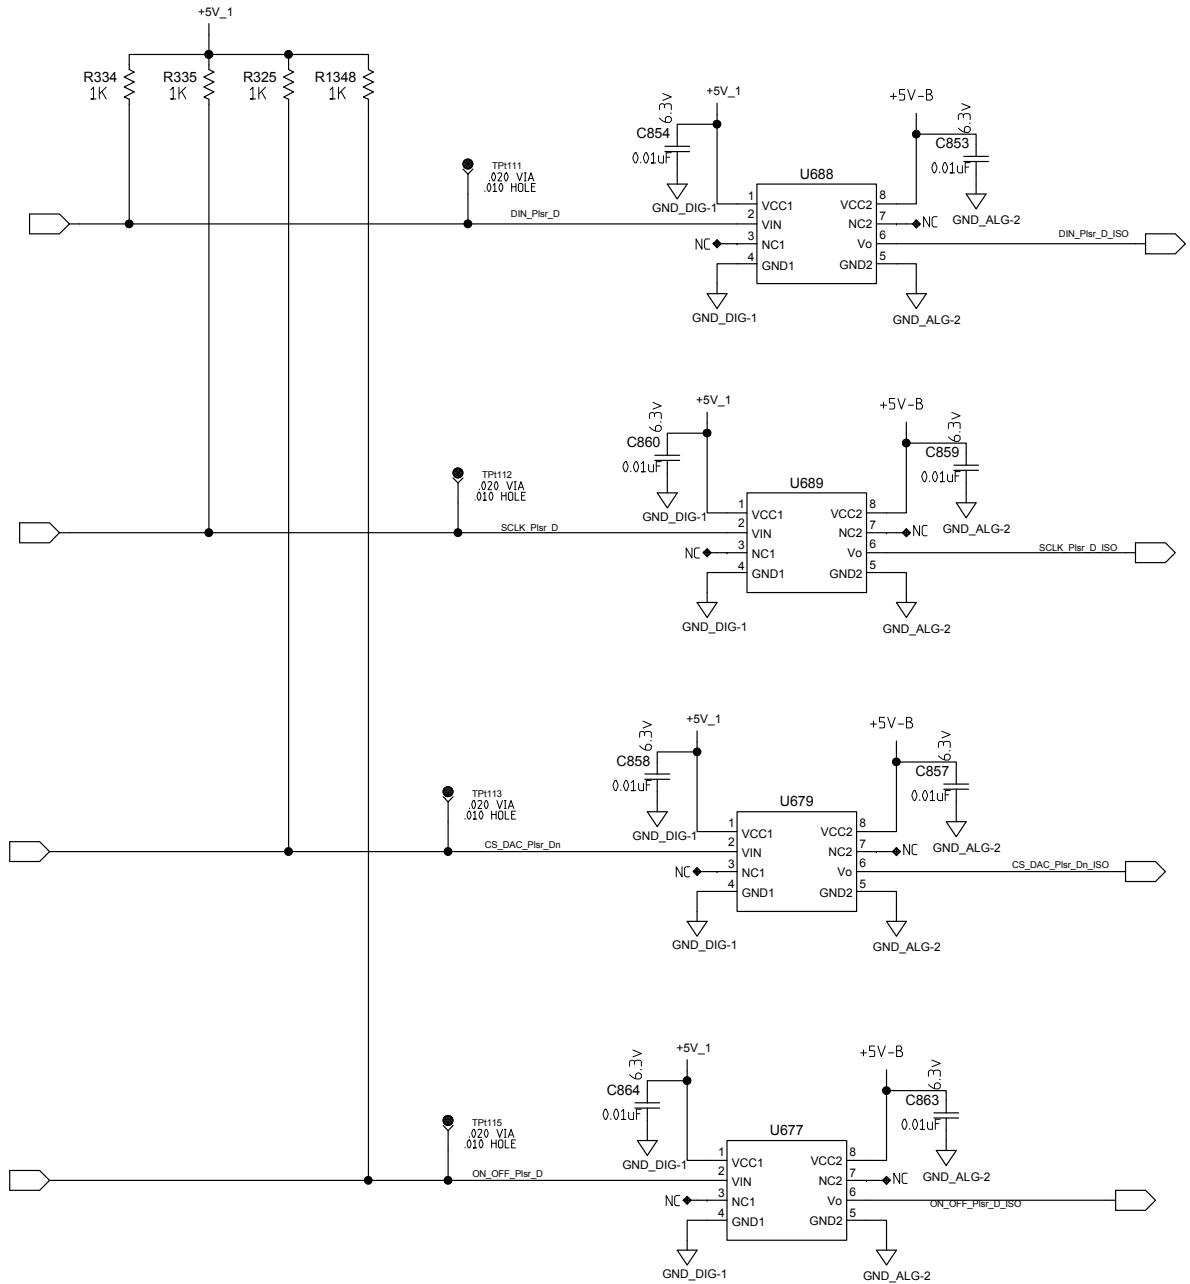 +5V_1
R334 R335 R325 R1348
1K 1K 1K 1K
+5V_1
6.3v
C854
0.01uF
GND_DIG-1
+5V-B
6.3v
C853
0.01uF
GND_ALG-2
TPt111
.020 VIA
.010 HOLE
DIN_Plsr_D
U688
1 VCC1 VCC2 8
2 VIN NC2 7 NC
NC 3 NC1 Vo 6
4 GND1 GND2 5
DIN_Plsr_D_ISO
GND_DIG-1
GND_ALG-2
+5V_1
6.3v
C860
0.01uF
GND_DIG-1
+5V-B
6.3v
C859
0.01uF
GND_ALG-2
TPt112
.020 VIA
.010 HOLE
SCLK_Plsr_D
U689
1 VCC1 VCC2 8
2 VIN NC2 7 NC
NC 3 NC1 Vo 6
4 GND1 GND2 5
SCLK_Plsr_D_ISO
GND_DIG-1
GND_ALG-2
+5V_1
6.3v
C858
0.01uF
GND_DIG-1
+5V-B
6.3v
C857
0.01uF
GND_ALG-2
TPt113
.020 VIA
.010 HOLE
CS_DAC_Plsr_Dn
U679
1 VCC1 VCC2 8
2 VIN NC2 7 NC
NC 3 NC1 Vo 6
4 GND1 GND2 5
CS_DAC_Plsr_Dn_ISO
GND_DIG-1
GND_ALG-2
+5V_1
6.3v
C864
0.01uF
GND_DIG-1
+5V-B
6.3v
C863
0.01uF
GND_ALG-2
TPt115
.020 VIA
.010 HOLE
ON_OFF_Plsr_D
U677
1 VCC1 VCC2 8
2 VIN NC2 7 NC
NC 3 NC1 Vo 6
4 GND1 GND2 5
ON_OFF_Plsr_D_ISO
GND_DIG-1
GND_ALG-2